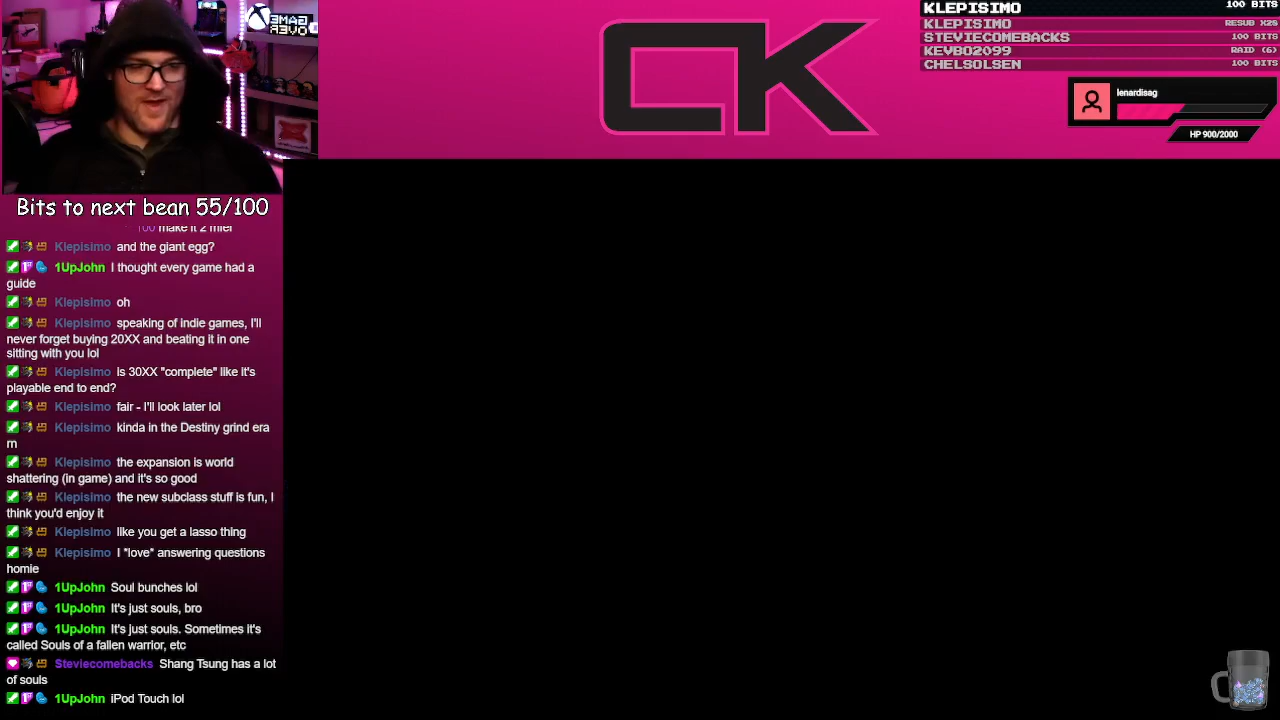 GAME
OVER
CK
KLEPISIMO 100 BITS
KLEPISIMO RESUB X28
STEVIECOMEBACKS 100 BITS
KEVBO2099 RAID (6)
CHELSOLSEN 100 BITS
lenardisag
HP 900/2000
Bits to next bean 55/100
Klepisimo and the giant egg?
1UpJohn I thought every game had a
guide
Klepisimo oh
Klepisimo speaking of indie games, I'll
never forget buying 20XX and beating it in one
sitting with you lol
Klepisimo is 30XX "complete" like it's
playable end to end?
Klepisimo fair - I'll look later lol
Klepisimo kinda in the Destiny grind era
rn
Klepisimo the expansion is world
shattering (in game) and it's so good
Klepisimo the new subclass stuff is fun, I
think you'd enjoy it
Klepisimo like you get a lasso thing
Klepisimo I *love* answering questions
homie
1UpJohn Soul bunches lol
1UpJohn It's just souls, bro
1UpJohn It's just souls. Sometimes it's
called Souls of a fallen warrior, etc
Steviecomebacks Shang Tsung has a lot
of souls
1UpJohn iPod Touch lol